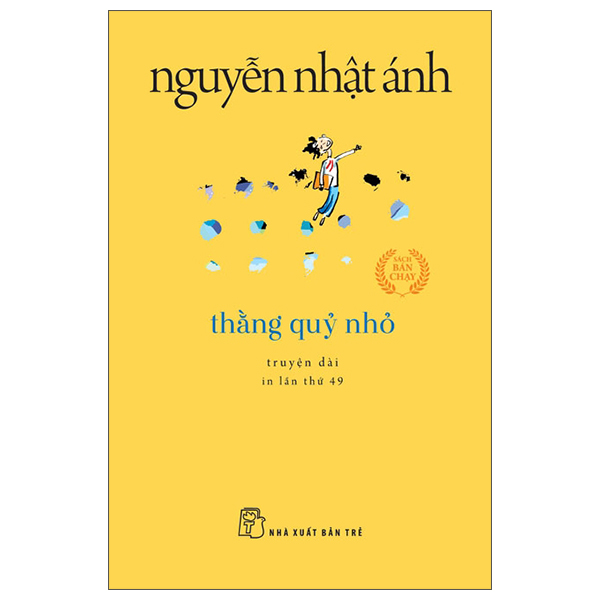 nguyễn nhật ánh
SÁCH
BÁN
CHẠY
thằng quỷ nhỏ
truyện dài
in lần thứ 49
T
NHÀ XUẤT BẢN TRẺ